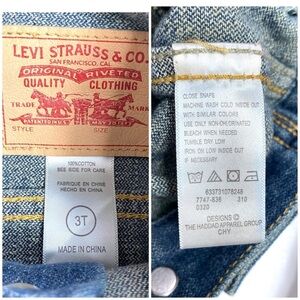 LEVI STRAUSS & CO.
SAN FRANCISCO, CAL.
ORIGINAL RIVETED
QUALITY CLOTHING
TRADE MARK
STYLE SIZE
100%COTTON
SEE SIDE FOR CARE
FABRIQUE EN CHINE
HECHO EN CHINA
3T
MADE IN CHINA
CLOSE SNAPS
MACHINE WASH COLD INSIDE OUT
WITH SIMILAR COLORS
USE ONLY NON-CHLORINATED
BLEACH WHEN NEEDED
TUMBLE DRY LOW
IRON ON LOW INSIDE OUT
IF NECESSARY
633731078248
7747-836 310
0320
DESIGNS ©
THE HADDAD APPAREL GROUP
CHY